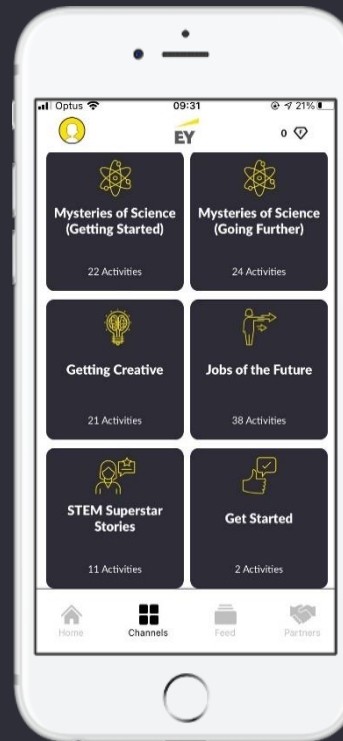 Optus 09:31 21%
EY 0
Mysteries of Science
(Getting Started)
22 Activities
Mysteries of Science
(Going Further)
24 Activities
Getting Creative
21 Activities
Jobs of the Future
38 Activities
STEM Superstar
Stories
11 Activities
Get Started
2 Activities
Home Channels Feed Partners